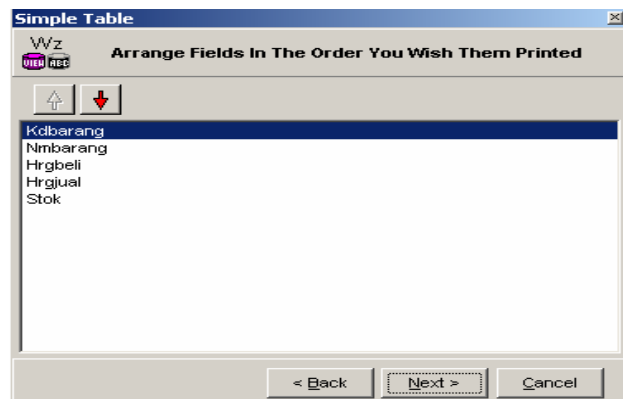 Simple Table
Wz
VIEW ABC
Arrange Fields In The Order You Wish Them Printed
Kdbarang
Nmbarang
Hrgbeli
Hrgjual
Stok
< Back
Next >
Cancel